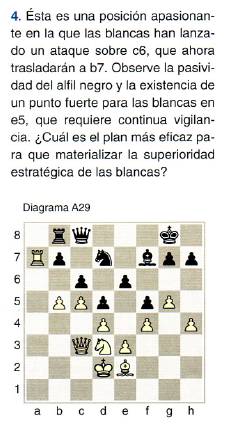 4. Ésta es una posición apasionan-
te en la que las blancas han lanza-
do un ataque sobre c6, que ahora
trasladarán a b7. Observe la pasivi-
dad del alfil negro y la existencia de
un punto fuerte para las blancas en
e5, que requiere continua vigilan-
cia. ¿Cuál es el plan más eficaz pa-
ra que materializar la superioridad
estratégica de las blancas?
Diagrama A29
8
7
6
5
4
3
2
1
a b c d e f g h